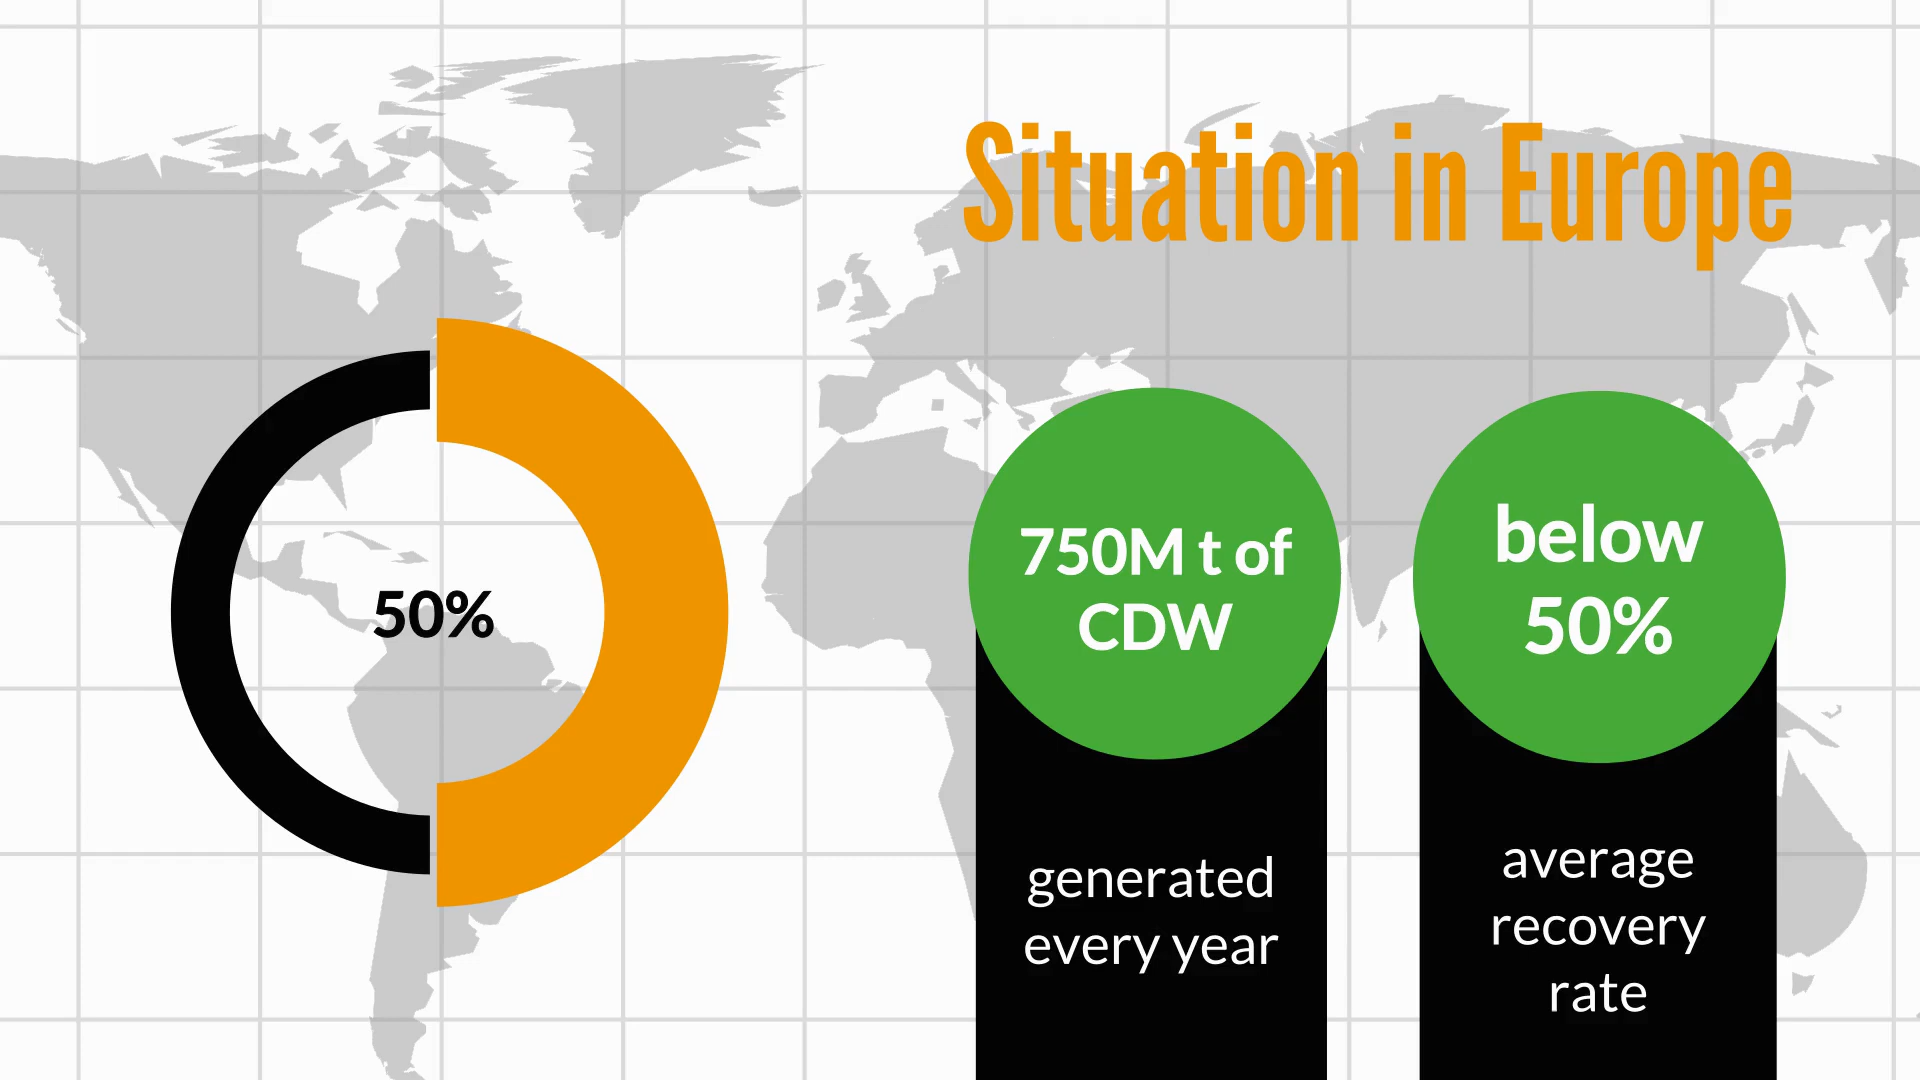 Situation in Europe
50%
750M t of
CDW
generated
every year
below
50%
average
recovery
rate